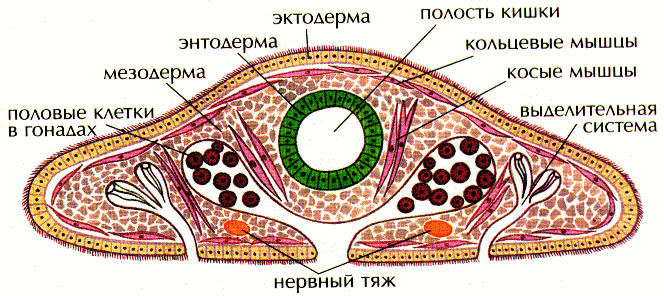 эктодерма
полость кишки
энтодерма
кольцевые мышцы
мезодерма
косые мышцы
половые клетки
в гонадах
выделительная
система
нервный тяж